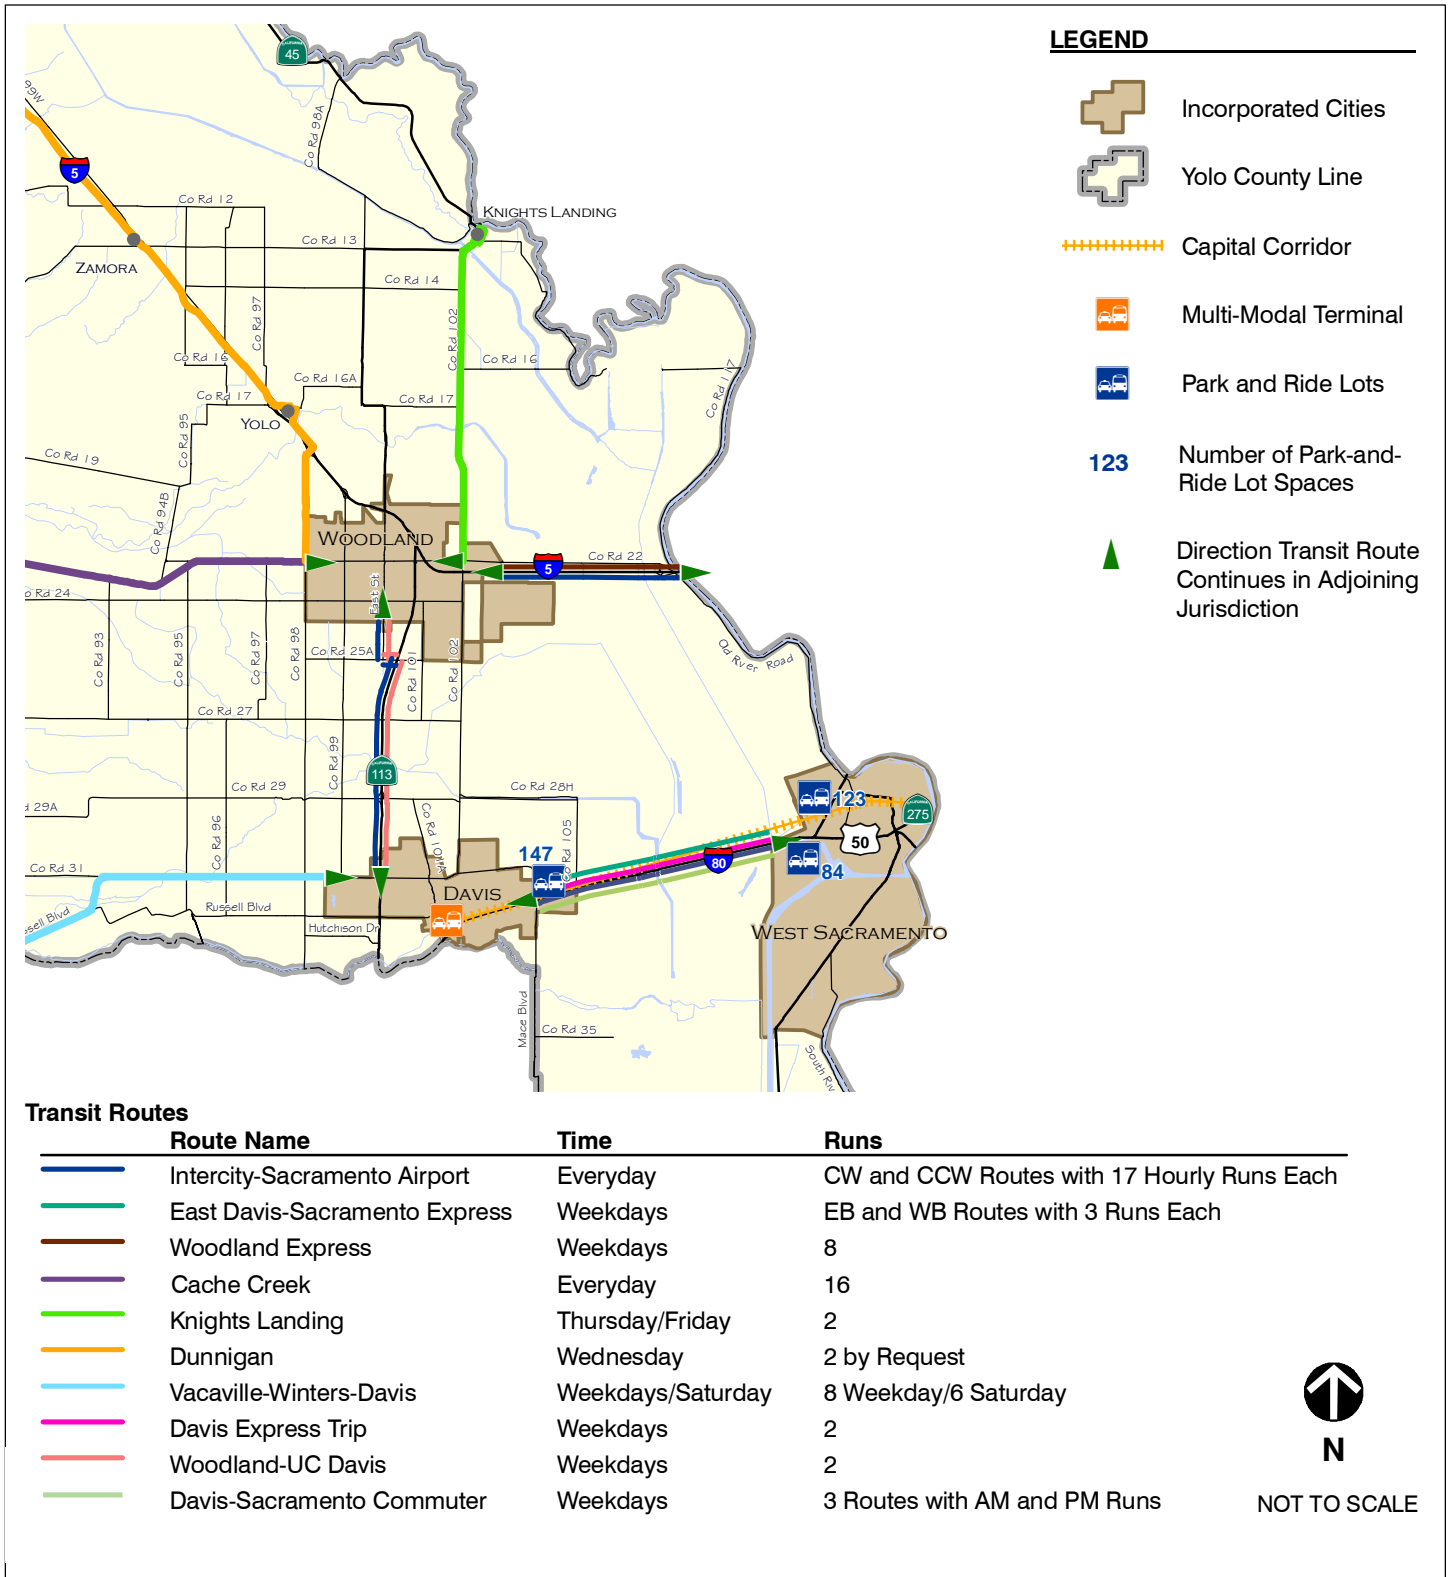 LEGEND
Incorporated Cities
Yolo County Line
Capital Corridor
Multi-Modal Terminal
Park and Ride Lots
123
Number of Park-and-
Ride Lot Spaces
Direction Transit Route
Continues in Adjoining
Jurisdiction
CALIFORNIA
45
99W
Co Rd 98A
5
Co Rd 12
KNIGHTS LANDING
Co Rd 13
ZAMORA
Co Rd 14
Co Rd 97
Co Rd 102
Co Rd 16
Co Rd 16
Co Rd 117
Co Rd 16A
Co Rd 17
Co Rd 17
YOLO
Co Rd 95
Co Rd 19
Co Rd 94B
WOODLAND
Co Rd 22
5
East St
o Rd 24
Co Rd 93
Co Rd 95
Co Rd 97
Co Rd 98
Co Rd 25A
Co Rd 101
Co Rd 102
Old River Road
Co Rd 27
Co Rd 99
CALIFORNIA
113
Co Rd 29
Co Rd 28H
d 29A
Co Rd 96
Co Rd 101A
Co Rd 105
123
CALIFORNIA
275
50
147
80
84
Co Rd 31
DAVIS
Russell Blvd
ssell Blvd
Hutchison Dr
WEST SACRAMENTO
Mace Blvd
Co Rd 35
South Riv
Transit Routes
Route Name Time Runs
Intercity-Sacramento Airport Everyday CW and CCW Routes with 17 Hourly Runs Each
East Davis-Sacramento Express Weekdays EB and WB Routes with 3 Runs Each
Woodland Express Weekdays 8
Cache Creek Everyday 16
Knights Landing Thursday/Friday 2
Dunnigan Wednesday 2 by Request
Vacaville-Winters-Davis Weekdays/Saturday 8 Weekday/6 Saturday
Davis Express Trip Weekdays 2
Woodland-UC Davis Weekdays 2
Davis-Sacramento Commuter Weekdays 3 Routes with AM and PM Runs
N
NOT TO SCALE